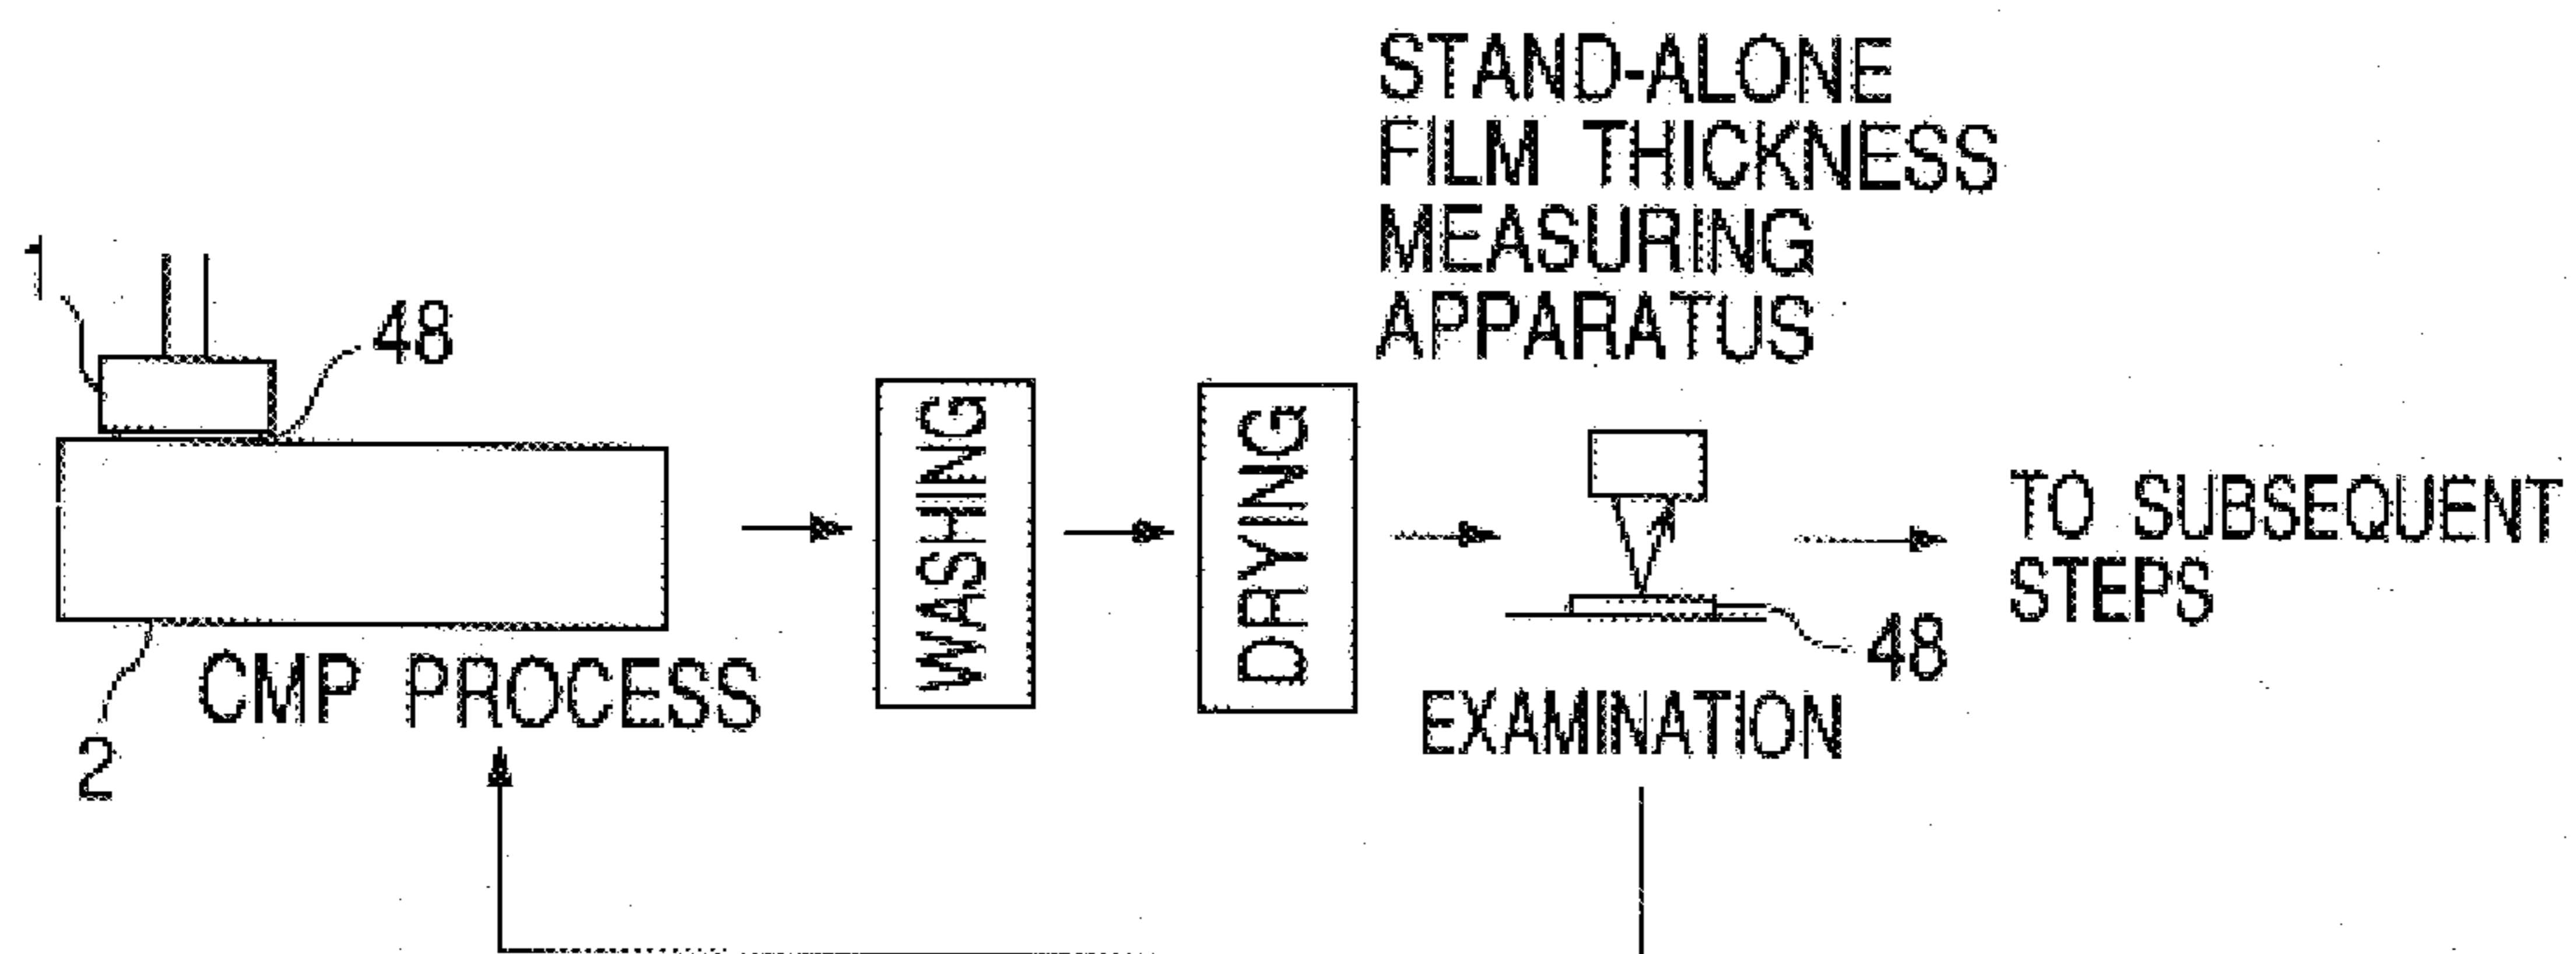 STAND-ALONE
FILM THICKNESS
MEASURING
APPARATUS
1
48
WASHING
DRYING
TO SUBSEQUENT
STEPS
48
2
CMP PROCESS
EXAMINATION